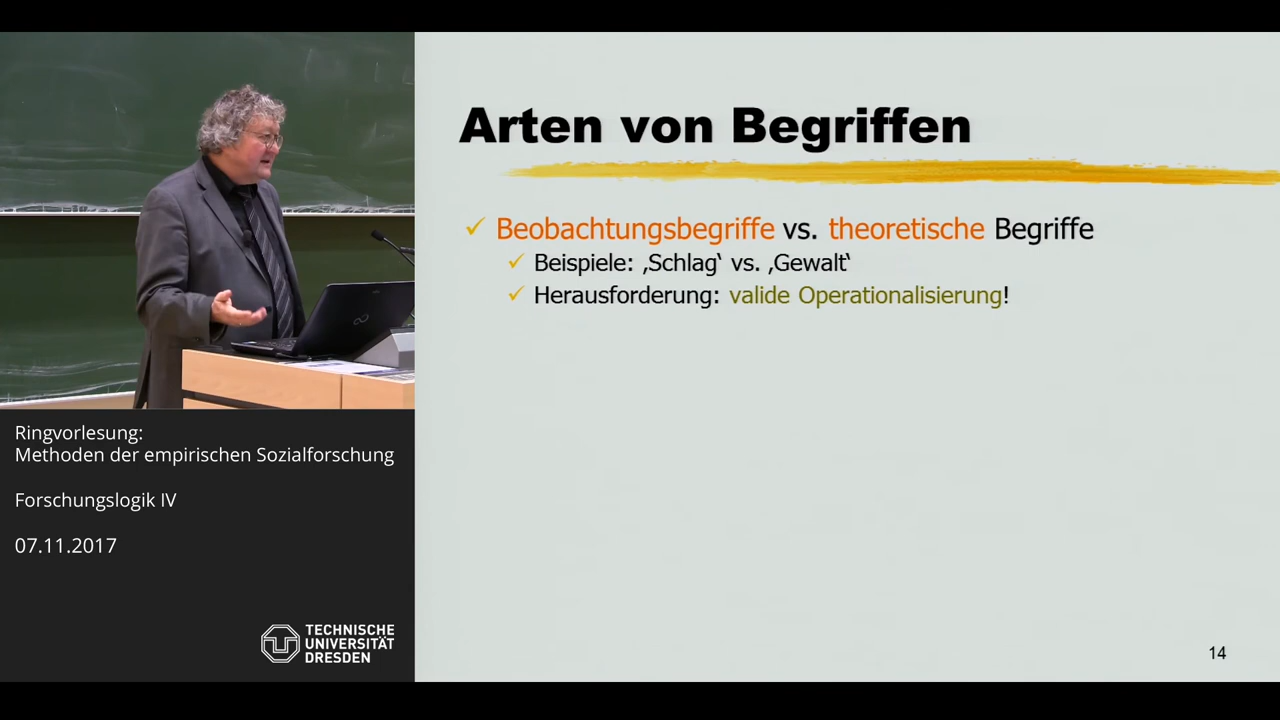 Arten von Begriffen
✓ Beobachtungsbegriffe vs. theoretische Begriffe
✓ Beispiele: ‚Schlag‘ vs. ‚Gewalt‘
✓ Herausforderung: valide Operationalisierung!
14
Ringvorlesung:
Methoden der empirischen Sozialforschung
Forschungslogik IV
07.11.2017
TECHNISCHE
UNIVERSITÄT
DRESDEN